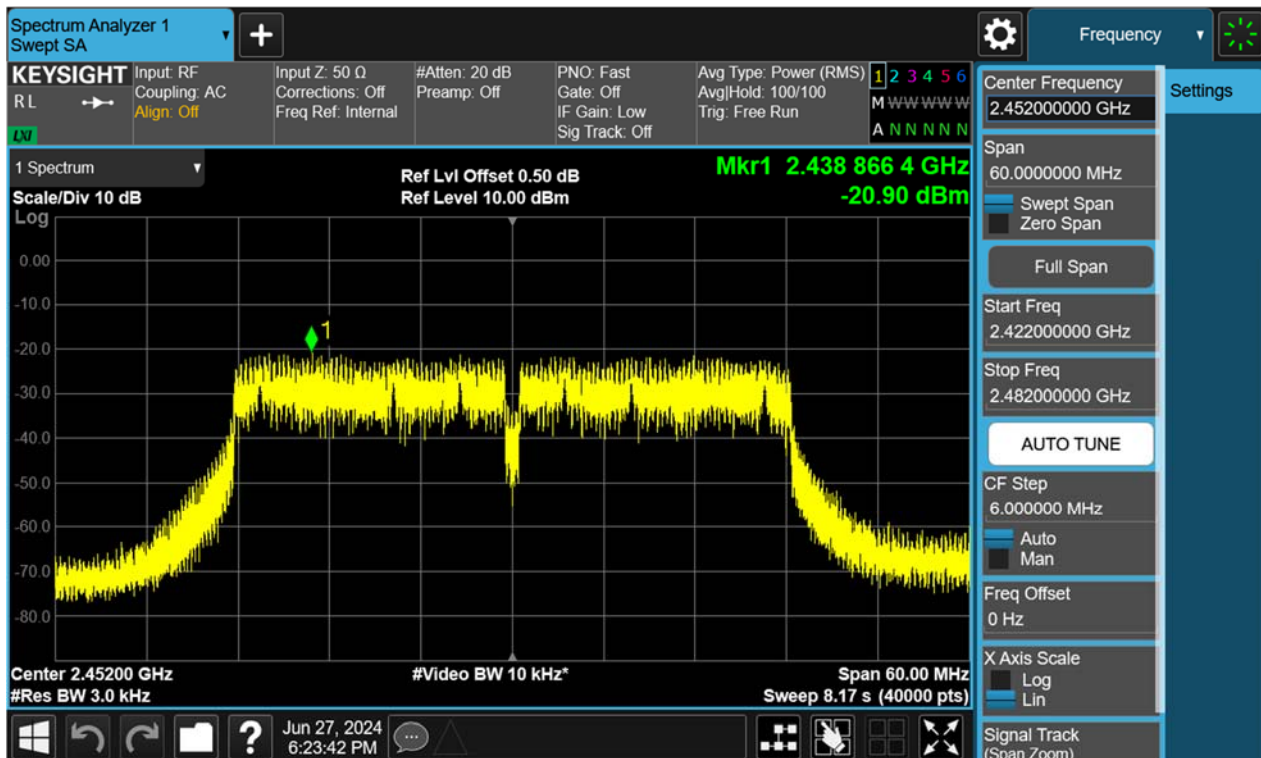 Spectrum Analyzer 1
Swept SA
+
Frequency
KEYSIGHT
RL
LXI
Input: RF
Coupling: AC
Align: Off
Input Z: 50 Ω
Corrections: Off
Freq Ref: Internal
#Atten: 20 dB
Preamp: Off
PNO: Fast
Gate: Off
IF Gain: Low
Sig Track: Off
Avg Type: Power (RMS)
Avg|Hold: 100/100
Trig: Free Run
1 2 3 4 5 6
M W W W W W
A N N N N N
1 Spectrum
Scale/Div 10 dB
Log
Ref Lvl Offset 0.50 dB
Ref Level 10.00 dBm
Mkr1 2.438 866 4 GHz
-20.90 dBm
0.00
-10.0
1
-20.0
-30.0
-40.0
-50.0
-60.0
-70.0
-80.0
Center 2.45200 GHz
#Video BW 10 kHz*
Span 60.00 MHz
#Res BW 3.0 kHz
Sweep 8.17 s (40000 pts)
?
Jun 27, 2024
6:23:42 PM
Center Frequency
2.452000000 GHz
Settings
Span
60.0000000 MHz
Swept Span
Zero Span
Full Span
Start Freq
2.422000000 GHz
Stop Freq
2.482000000 GHz
AUTO TUNE
CF Step
6.000000 MHz
Auto
Man
Freq Offset
0 Hz
X Axis Scale
Log
Lin
Signal Track
(Span Zoom)